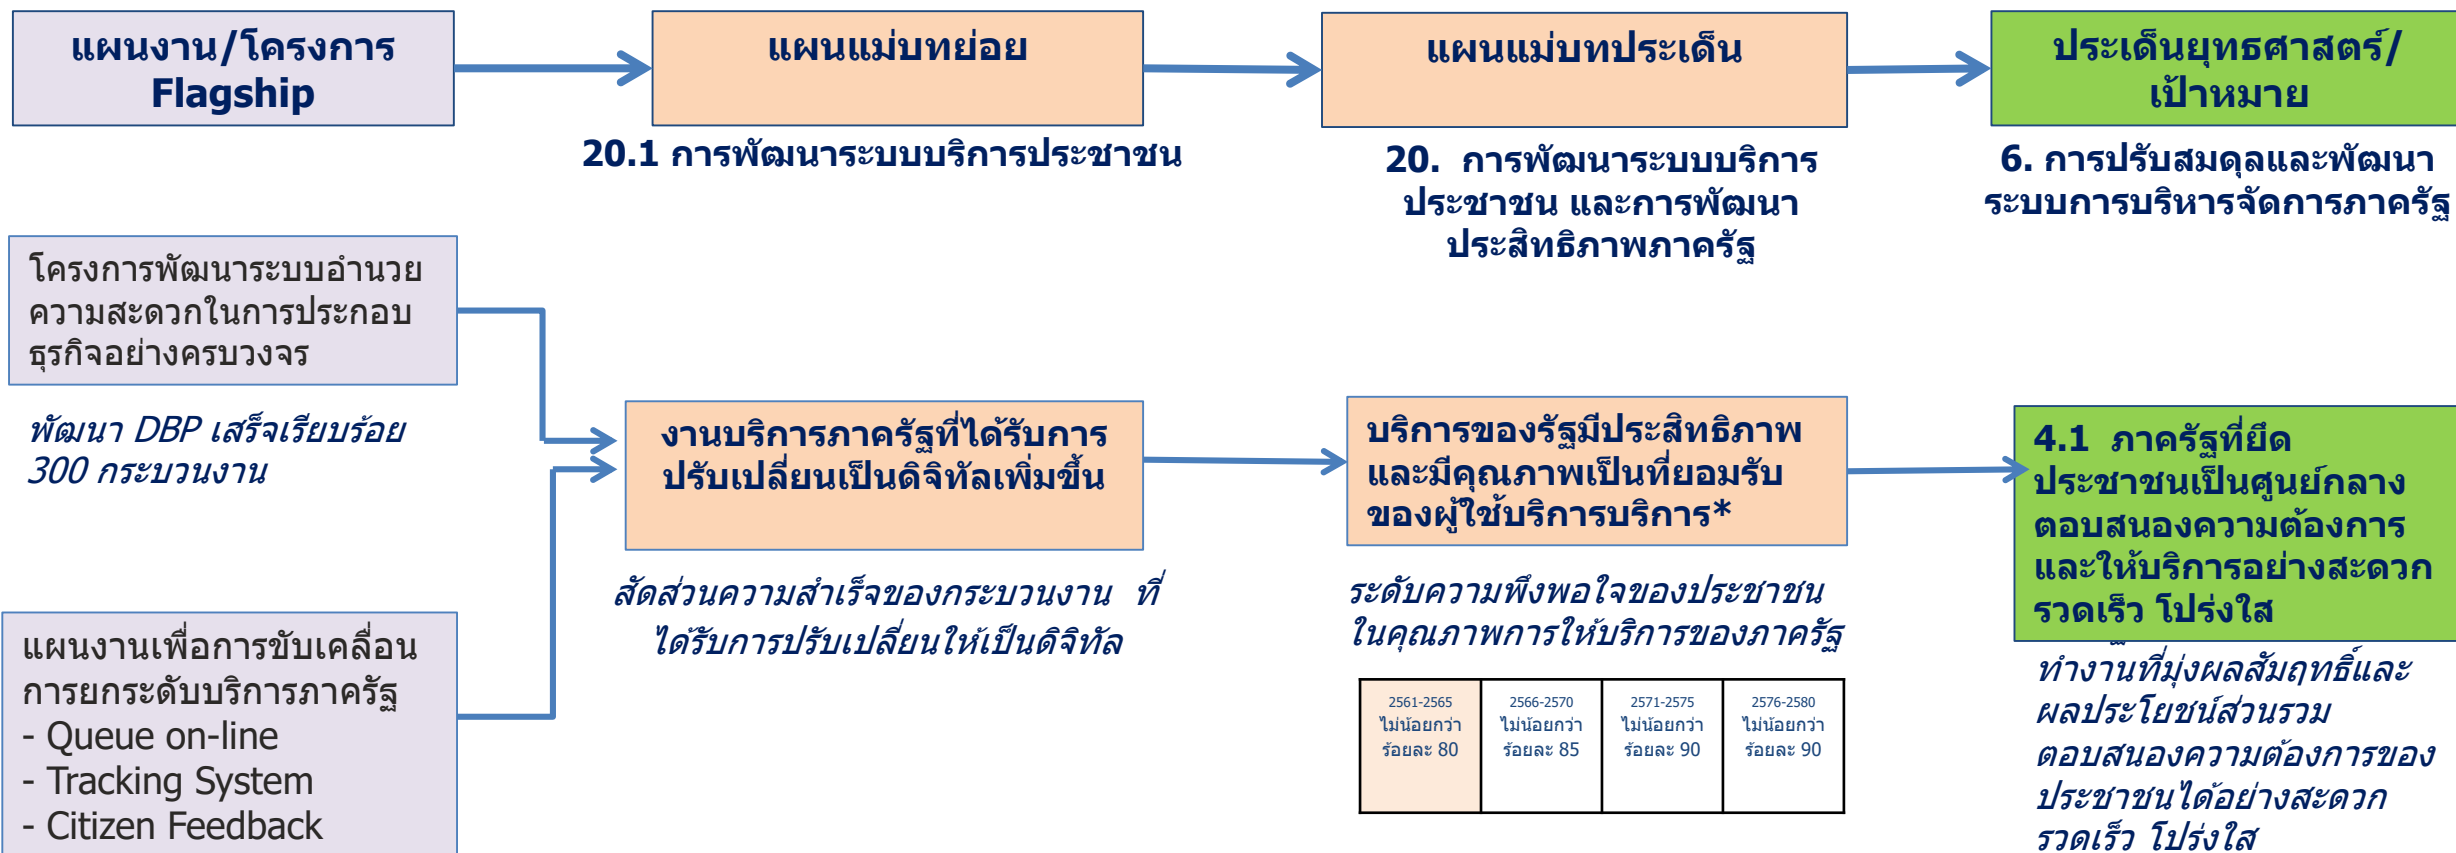 แผนงาน/โครงการ
Flagship
แผนแม่บทย่อย
แผนแม่บทประเด็น
ประเด็นยุทธศาสตร์/
เป้าหมาย
20.1 การพัฒนาระบบบริการประชาชน
20. การพัฒนาระบบบริการ
ประชาชน และการพัฒนา
ประสิทธิภาพภาครัฐ
6. การปรับสมดุลและพัฒนา
ระบบการบริหารจัดการภาครัฐ
โครงการพัฒนาระบบอำนวย
ความสะดวกในการประกอบ
ธุรกิจอย่างครบวงจร
พัฒนา DBP เสร็จเรียบร้อย
300 กระบวนงาน
แผนงานเพื่อการขับเคลื่อน
การยกระดับบริการภาครัฐ
- Queue on-line
- Tracking System
- Citizen Feedback
งานบริการภาครัฐที่ได้รับการ
ปรับเปลี่ยนเป็นดิจิทัลเพิ่มขึ้น
สัดส่วนความสำเร็จของกระบวนงาน ที่
ได้รับการปรับเปลี่ยนให้เป็นดิจิทัล
บริการของรัฐมีประสิทธิภาพ
และมีคุณภาพเป็นที่ยอมรับ
ของผู้ใช้บริการบริการ*
ระดับความพึงพอใจของประชาชน
ในคุณภาพการให้บริการของภาครัฐ
2561-2565
ไม่น้อยกว่า
ร้อยละ 80
2566-2570
ไม่น้อยกว่า
ร้อยละ 85
2571-2575
ไม่น้อยกว่า
ร้อยละ 90
2576-2580
ไม่น้อยกว่า
ร้อยละ 90
4.1 ภาครัฐที่ยึด
ประชาชนเป็นศูนย์กลาง
ตอบสนองความต้องการ
และให้บริการอย่างสะดวก
รวดเร็ว โปร่งใส
ทำงานที่มุ่งผลสัมฤทธิ์และ
ผลประโยชน์ส่วนรวม
ตอบสนองความต้องการของ
ประชาชนได้อย่างสะดวก
รวดเร็ว โปร่งใส